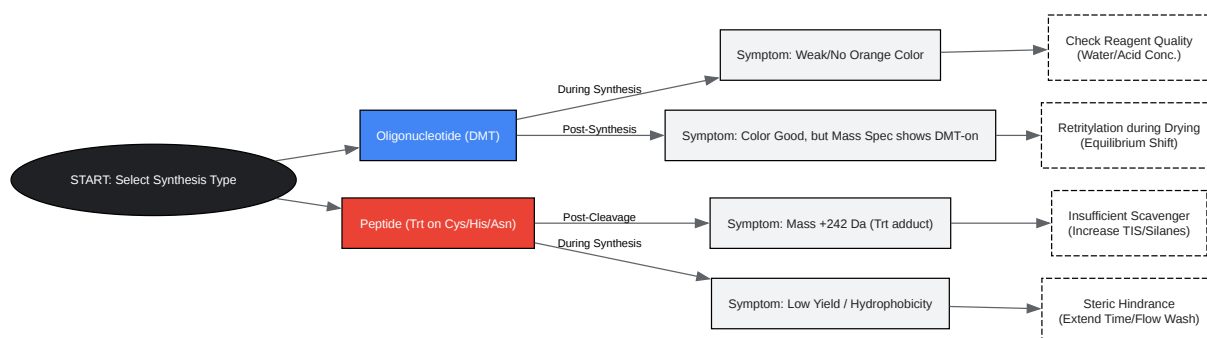 START: Select Synthesis Type
Oligonucleotide (DMT)
Peptide (Trt on Cys/His/Asn)
During Synthesis
Post-Synthesis
Post-Cleavage
During Synthesis
Symptom: Weak/No Orange Color
Symptom: Color Good, but Mass Spec shows DMT-on
Symptom: Mass +242 Da (Trt adduct)
Symptom: Low Yield / Hydrophobicity
Check Reagent Quality
(Water/Acid Conc.)
Retritylation during Drying
(Equilibrium Shift)
Insufficient Scavenger
(Increase TIS/Silanes)
Steric Hindrance
(Extend Time/Flow Wash)